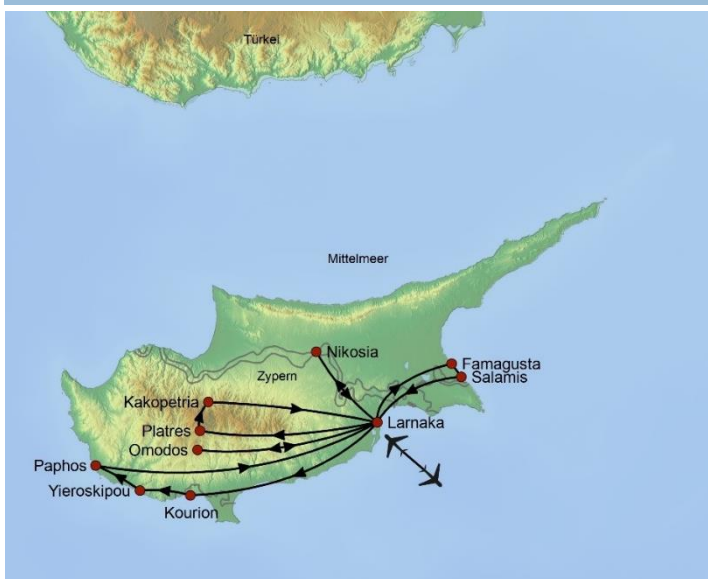 Türkei
Mittelmeer
Nikosia
Famagusta
Zypern
Salamis
Kakopetria
Larnaka
Platres
Omodos
Paphos
Yieroskipou
Kourion